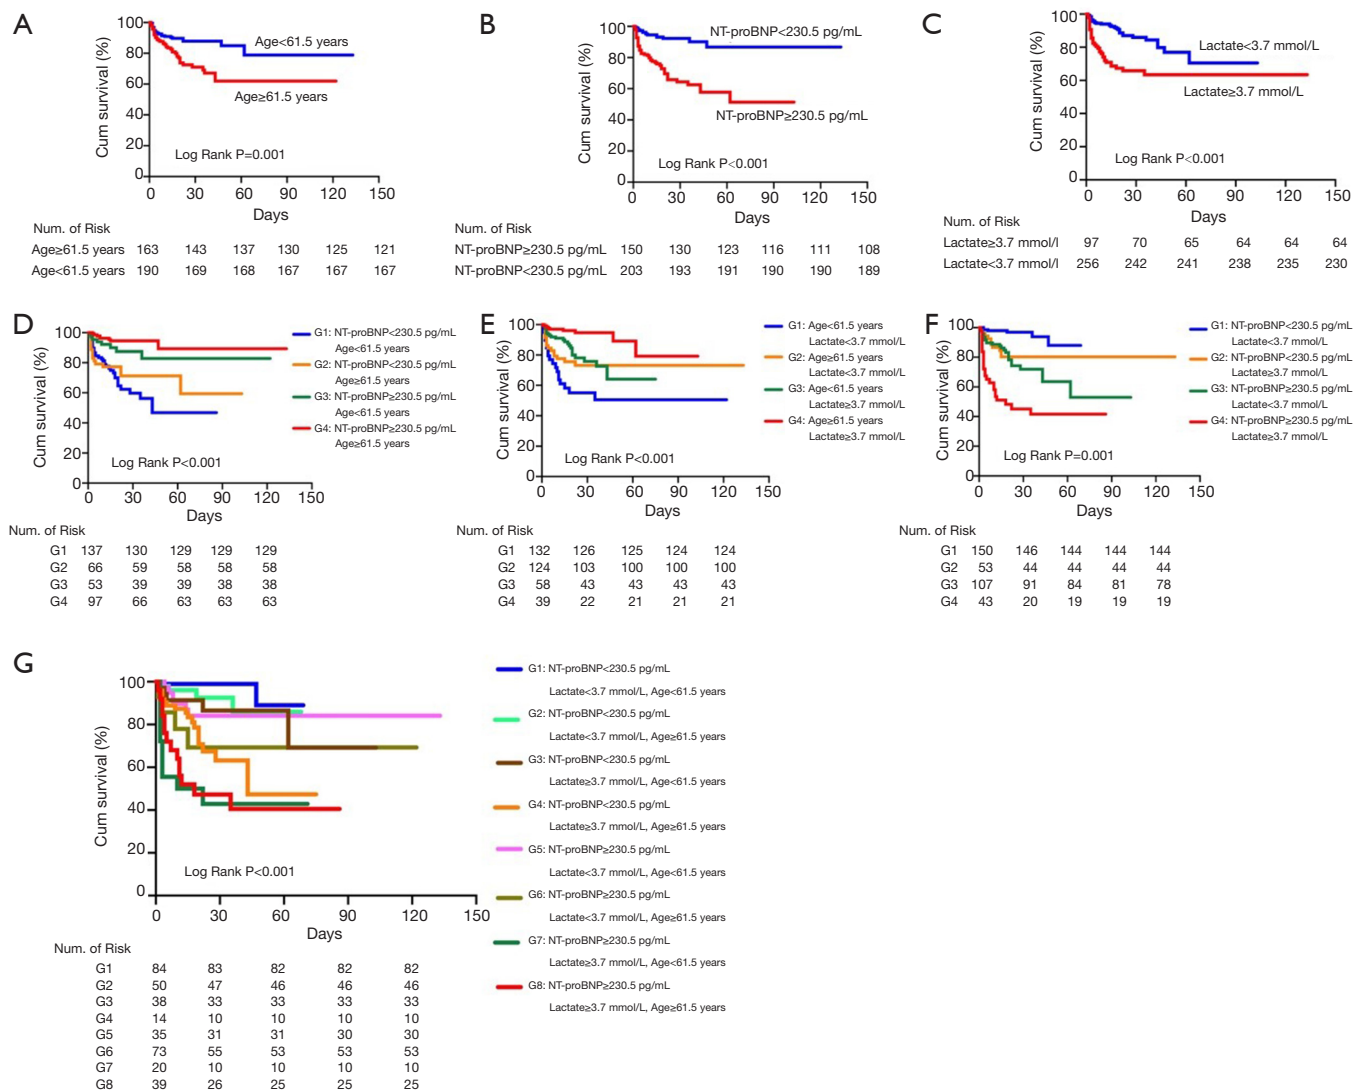 A
Cum survival (%)
100
80
60
40
20
0
Age<61.5 years
Age≥61.5 years
Log Rank P=0.001
0 30 60 90 120 150
Days
Num. of Risk
Age≥61.5 years 163 143 137 130 125 121
Age<61.5 years 190 169 168 167 167 167
B
Cum survival (%)
100
80
60
40
20
0
NT-proBNP<230.5 pg/mL
NT-proBNP≥230.5 pg/mL
Log Rank P<0.001
0 30 60 90 120 150
Days
Num. of Risk
NT-proBNP≥230.5 pg/mL 150 130 123 116 111 108
NT-proBNP<230.5 pg/mL 203 193 191 190 190 189
C
Cum survival (%)
100
80
60
40
20
0
Lactate<3.7 mmol/L
Lactate≥3.7 mmol/L
Log Rank P<0.001
0 30 60 90 120 150
Days
Num. of Risk
Lactate≥3.7 mmol/l 97 70 65 64 64 64
Lactate<3.7 mmol/l 256 242 241 238 235 230
D
Cum survival (%)
100
80
60
40
20
0
Log Rank P<0.001
0 30 60 90 120 150
Days
G1: NT-proBNP<230.5 pg/mL
Age<61.5 years
G2: NT-proBNP<230.5 pg/mL
Age≥61.5 years
G3: NT-proBNP≥230.5 pg/mL
Age<61.5 years
G4: NT-proBNP≥230.5 pg/mL
Age≥61.5 years
Num. of Risk
G1 137 130 129 129 129
G2 66 59 58 58 58
G3 53 39 39 38 38
G4 97 66 63 63 63
E
Cum survival (%)
100
80
60
40
20
0
Log Rank P<0.001
0 30 60 90 120 150
Days
G1: Age<61.5 years
Lactate<3.7 mmol/L
G2: Age≥61.5 years
Lactate<3.7 mmol/L
G3: Age<61.5 years
Lactate≥3.7 mmol/L
G4: Age≥61.5 years
Lactate≥3.7 mmol/L
Num. of Risk
G1 132 126 125 124 124
G2 124 103 100 100 100
G3 58 43 43 43 43
G4 39 22 21 21 21
F
Cum survival (%)
100
80
60
40
20
0
Log Rank P=0.001
0 30 60 90 120 150
Days
G1: NT-proBNP<230.5 pg/mL
Lactate<3.7 mmol/L
G2: NT-proBNP<230.5 pg/mL
Lactate≥3.7 mmol/L
G3: NT-proBNP≥230.5 pg/mL
Lactate<3.7 mmol/L
G4: NT-proBNP≥230.5 pg/mL
Lactate≥3.7 mmol/L
Num. of Risk
G1 150 146 144 144 144
G2 53 44 44 44 44
G3 107 91 84 81 78
G4 43 20 19 19 19
G
Cum survival (%)
100
80
60
40
20
0
Log Rank P<0.001
0 30 60 90 120 150
Days
G1: NT-proBNP<230.5 pg/mL
Lactate<3.7 mmol/L, Age<61.5 years
G2: NT-proBNP<230.5 pg/mL
Lactate<3.7 mmol/L, Age≥61.5 years
G3: NT-proBNP<230.5 pg/mL
Lactate≥3.7 mmol/L, Age<61.5 years
G4: NT-proBNP<230.5 pg/mL
Lactate≥3.7 mmol/L, Age≥61.5 years
G5: NT-proBNP≥230.5 pg/mL
Lactate<3.7 mmol/L, Age<61.5 years
G6: NT-proBNP≥230.5 pg/mL
Lactate<3.7 mmol/L, Age≥61.5 years
G7: NT-proBNP≥230.5 pg/mL
Lactate≥3.7 mmol/L, Age<61.5 years
G8: NT-proBNP≥230.5 pg/mL
Lactate≥3.7 mmol/L, Age≥61.5 years
Num. of Risk
G1 84 83 82 82 82
G2 50 47 46 46 46
G3 38 33 33 33 33
G4 14 10 10 10 10
G5 35 31 31 30 30
G6 73 55 53 53 53
G7 20 10 10 10 10
G8 39 26 25 25 25